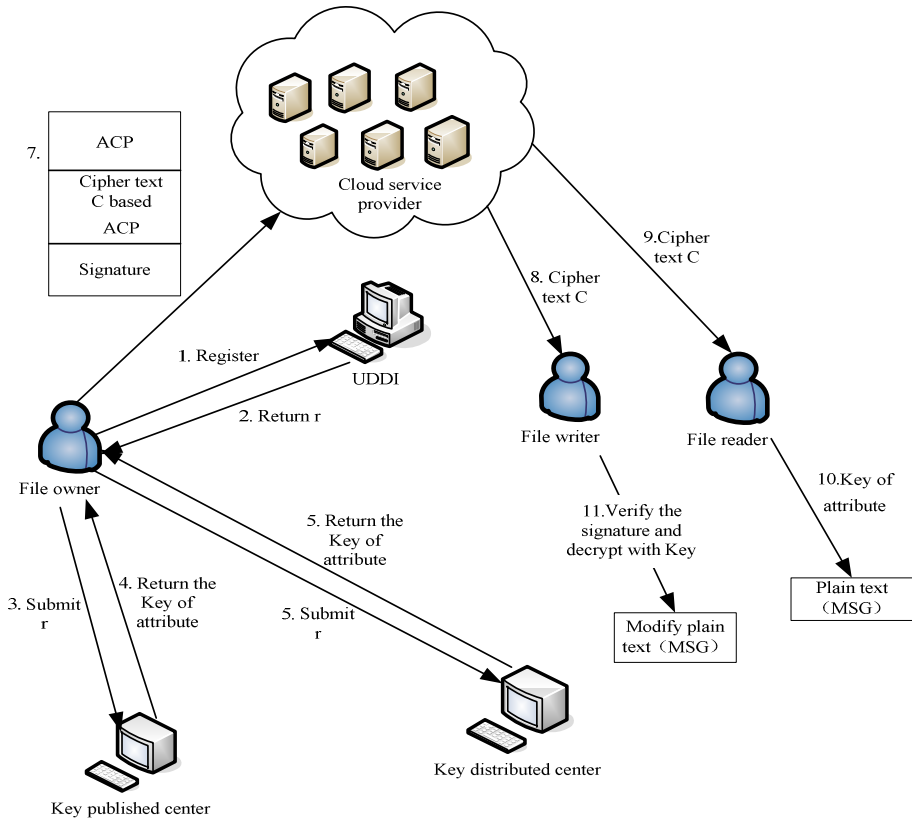 7.
ACP
Cipher text
C based
ACP
Signature
Cloud service
provider
9.Cipher
text C
8. Cipher
text C
1. Register
UDDI
2. Return r
File writer
File reader
File owner
10.Key of
attribute
5. Return the
Key of
attribute
11.Verify the
signature and
decrypt with Key
4. Return the
Key of
attribute
3. Submit
r
5. Submit
r
Plain text
（MSG）
Modify plain
text（MSG）
Key distributed center
Key published center